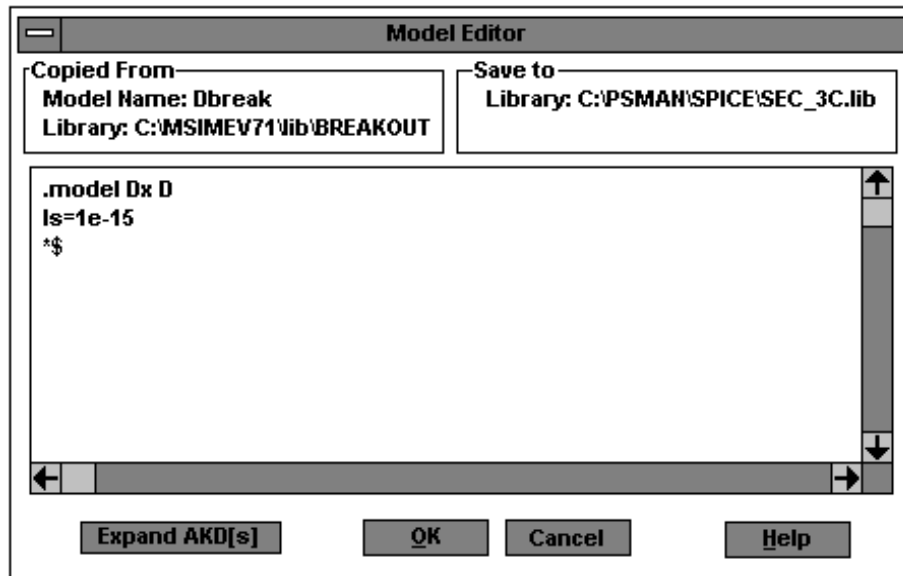 Model Editor
Copied From
Model Name: Dbreak
Library: C:\MSIMEV71\lib\BREAKOUT
Save to
Library: C:\PSMAN\SPICE\SEC_3C.lib
.model Dx D
Is=1e-15
*$
Expand AKD[s]
OK
Cancel
Help